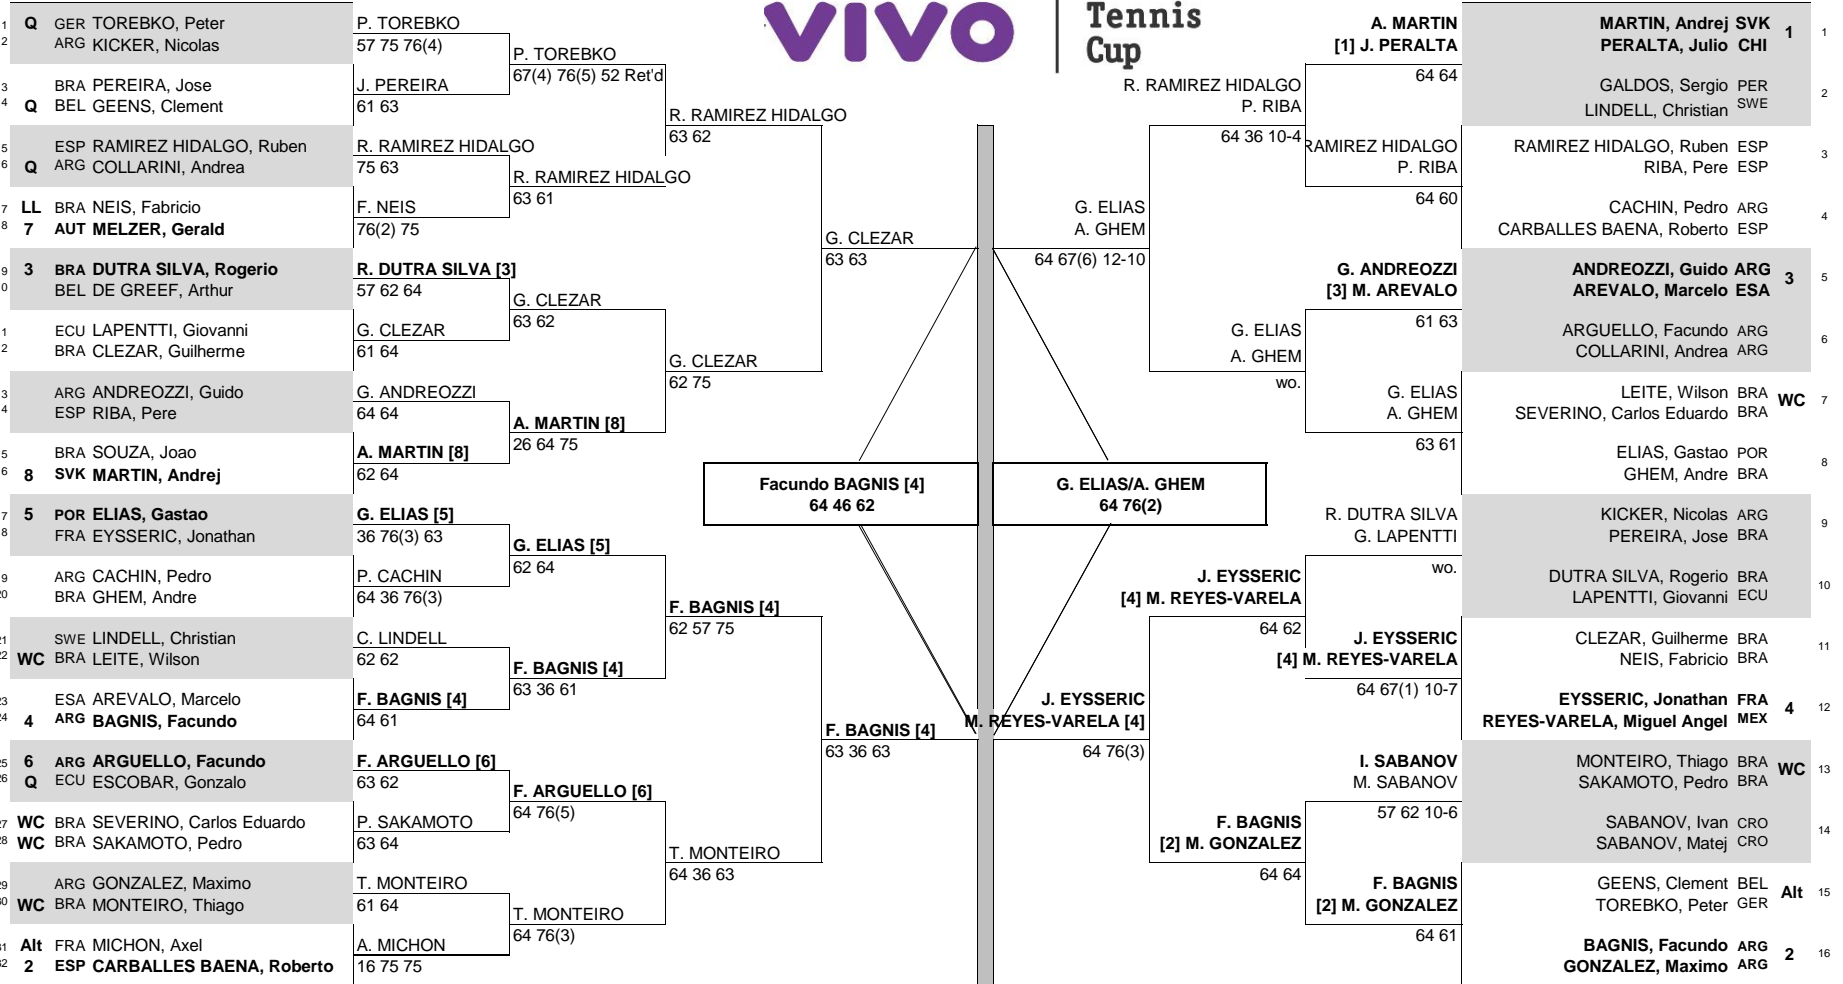 VIVO Tennis
Cup
1 Q GER TOREBKO, Peter
2 ARG KICKER, Nicolas
3 BRA PEREIRA, Jose
4 Q BEL GEENS, Clement
5 ESP RAMIREZ HIDALGO, Ruben
6 Q ARG COLLARINI, Andrea
7 LL BRA NEIS, Fabricio
8 7 AUT MELZER, Gerald
9 3 BRA DUTRA SILVA, Rogerio
0 BEL DE GREEF, Arthur
1 ECU LAPENTTI, Giovanni
2 BRA CLEZAR, Guilherme
3 ARG ANDREOZZI, Guido
4 ESP RIBA, Pere
5 BRA SOUZA, Joao
6 8 SVK MARTIN, Andrej
7 5 POR ELIAS, Gastao
8 FRA EYSSERIC, Jonathan
9 ARG CACHIN, Pedro
20 BRA GHEM, Andre
21 SWE LINDELL, Christian
22 WC BRA LEITE, Wilson
23 ESA AREVALO, Marcelo
24 4 ARG BAGNIS, Facundo
25 6 ARG ARGUELLO, Facundo
26 Q ECU ESCOBAR, Gonzalo
27 WC BRA SEVERINO, Carlos Eduardo
28 WC BRA SAKAMOTO, Pedro
29 ARG GONZALEZ, Maximo
30 WC BRA MONTEIRO, Thiago
31 Alt FRA MICHON, Axel
32 2 ESP CARBALLES BAENA, Roberto
P. TOREBKO
57 75 76(4)
J. PEREIRA
61 63
R. RAMIREZ HIDALGO
75 63
F. NEIS
76(2) 75
R. DUTRA SILVA [3]
57 62 64
G. CLEZAR
61 64
G. ANDREOZZI
64 64
A. MARTIN [8]
62 64
G. ELIAS [5]
36 76(3) 63
P. CACHIN
64 36 76(3)
C. LINDELL
62 62
F. BAGNIS [4]
64 61
F. ARGUELLO [6]
63 62
P. SAKAMOTO
63 64
T. MONTEIRO
61 64
A. MICHON
16 75 75
P. TOREBKO
67(4) 76(5) 52 Ret'd
R. RAMIREZ HIDALGO
63 61
G. CLEZAR
63 62
A. MARTIN [8]
26 64 75
G. ELIAS [5]
62 64
F. BAGNIS [4]
63 36 61
F. ARGUELLO [6]
64 76(5)
T. MONTEIRO
64 76(3)
R. RAMIREZ HIDALGO
63 62
G. CLEZAR
62 75
F. BAGNIS [4]
62 57 75
T. MONTEIRO
64 36 63
G. CLEZAR
63 63
F. BAGNIS [4]
63 36 63
Facundo BAGNIS [4]
64 46 62
G. ELIAS/A. GHEM
64 76(2)
G. ELIAS
A. GHEM
64 67(6) 12-10
J. EYSSERIC
M. REYES-VARELA [4]
64 76(3)
R. RAMIREZ HIDALGO
P. RIBA
64 36 10-4
G. ELIAS
A. GHEM
wo.
J. EYSSERIC
[4] M. REYES-VARELA
64 62
F. BAGNIS
[2] M. GONZALEZ
64 64
A. MARTIN
[1] J. PERALTA
64 64
RAMIREZ HIDALGO
P. RIBA
64 60
G. ANDREOZZI
[3] M. AREVALO
61 63
G. ELIAS
A. GHEM
63 61
R. DUTRA SILVA
G. LAPENTTI
wo.
J. EYSSERIC
[4] M. REYES-VARELA
64 67(1) 10-7
I. SABANOV
M. SABANOV
57 62 10-6
F. BAGNIS
[2] M. GONZALEZ
64 61
MARTIN, Andrej SVK 1 1
PERALTA, Julio CHI
GALDOS, Sergio PER 2
LINDELL, Christian SWE
RAMIREZ HIDALGO, Ruben ESP 3
RIBA, Pere ESP
CACHIN, Pedro ARG 4
CARBALLES BAENA, Roberto ESP
ANDREOZZI, Guido ARG 3 5
AREVALO, Marcelo ESA
ARGUELLO, Facundo ARG 6
COLLARINI, Andrea ARG
LEITE, Wilson BRA WC 7
SEVERINO, Carlos Eduardo BRA
ELIAS, Gastao POR 8
GHEM, Andre BRA
KICKER, Nicolas ARG 9
PEREIRA, Jose BRA
DUTRA SILVA, Rogerio BRA 10
LAPENTTI, Giovanni ECU
CLEZAR, Guilherme BRA 11
NEIS, Fabricio BRA
EYSSERIC, Jonathan FRA 4 12
REYES-VARELA, Miguel Angel MEX
MONTEIRO, Thiago BRA WC 13
SAKAMOTO, Pedro BRA
SABANOV, Ivan CRO 14
SABANOV, Matej CRO
GEENS, Clement BEL Alt 15
TOREBKO, Peter GER
BAGNIS, Facundo ARG 2 16
GONZALEZ, Maximo ARG